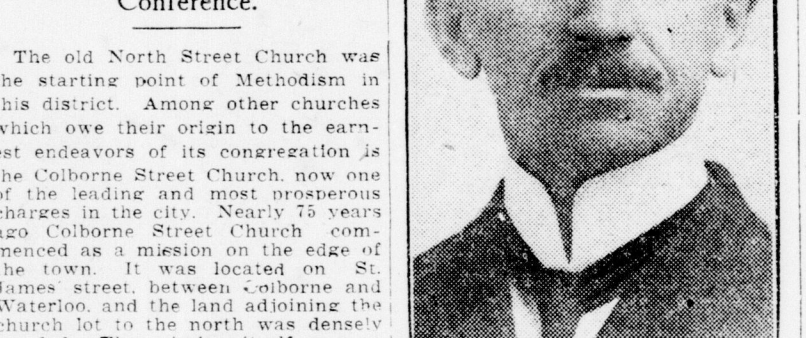 Conference.
The old North Street Church was
he starting point of Methodism in
his district. Among other churches
which owe their origin to the earn-
est endeavors of its congregation is
he Colborne Street Church, now one
of the leading and most prosperous
charges in the city. Nearly 75 years
ago Colborne Street Church com-
menced as a mission on the edge of
he town. It was located on St.
James street, between Colborne and
Waterloo, and the land adjoining the
church lot to the north was densely